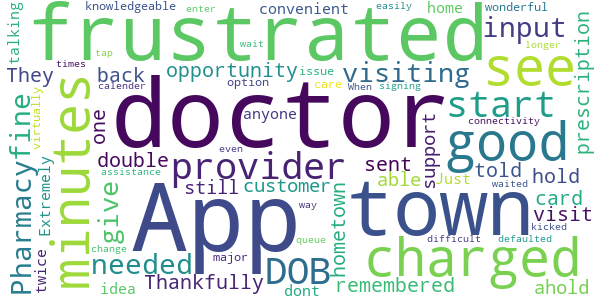 knowledgeable
convenient
easily
home
wonderful
talking
enter
frustrated
input
tap
wait
longer
They
back
times
calender
opportunity
issue
visiting
see
prescription
virtually
minutes
option
care
When
signing
one
doctor
anyone
start
connectivity
good
double
provider
even
sent
support
told
hold
Pharmacyfine
Extremely
assistance
still
customer
able
Just
waited
card
give
App
way
hometown
town
visit
kicked
twice
needed
major
DOB
difficult
defaulted
change
charged
idea
Thankfully
queue
dont
remembered
ahold